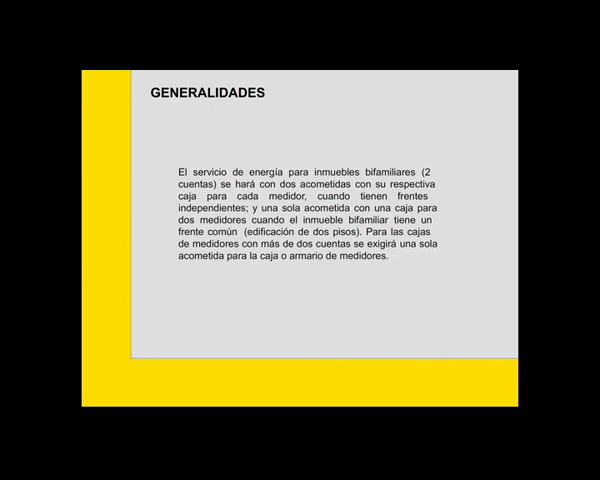 GENERALIDADES
El servicio de energía para inmuebles bifamiliares (2
cuentas) se hará con dos acometidas con su respectiva
caja para cada medidor, cuando tienen frentes
independientes; y una sola acometida con una caja para
dos medidores cuando el inmueble bifamiliar tiene un
frente común (edificación de dos pisos). Para las cajas
de medidores con más de dos cuentas se exigirá una sola
acometida para la caja o armario de medidores.